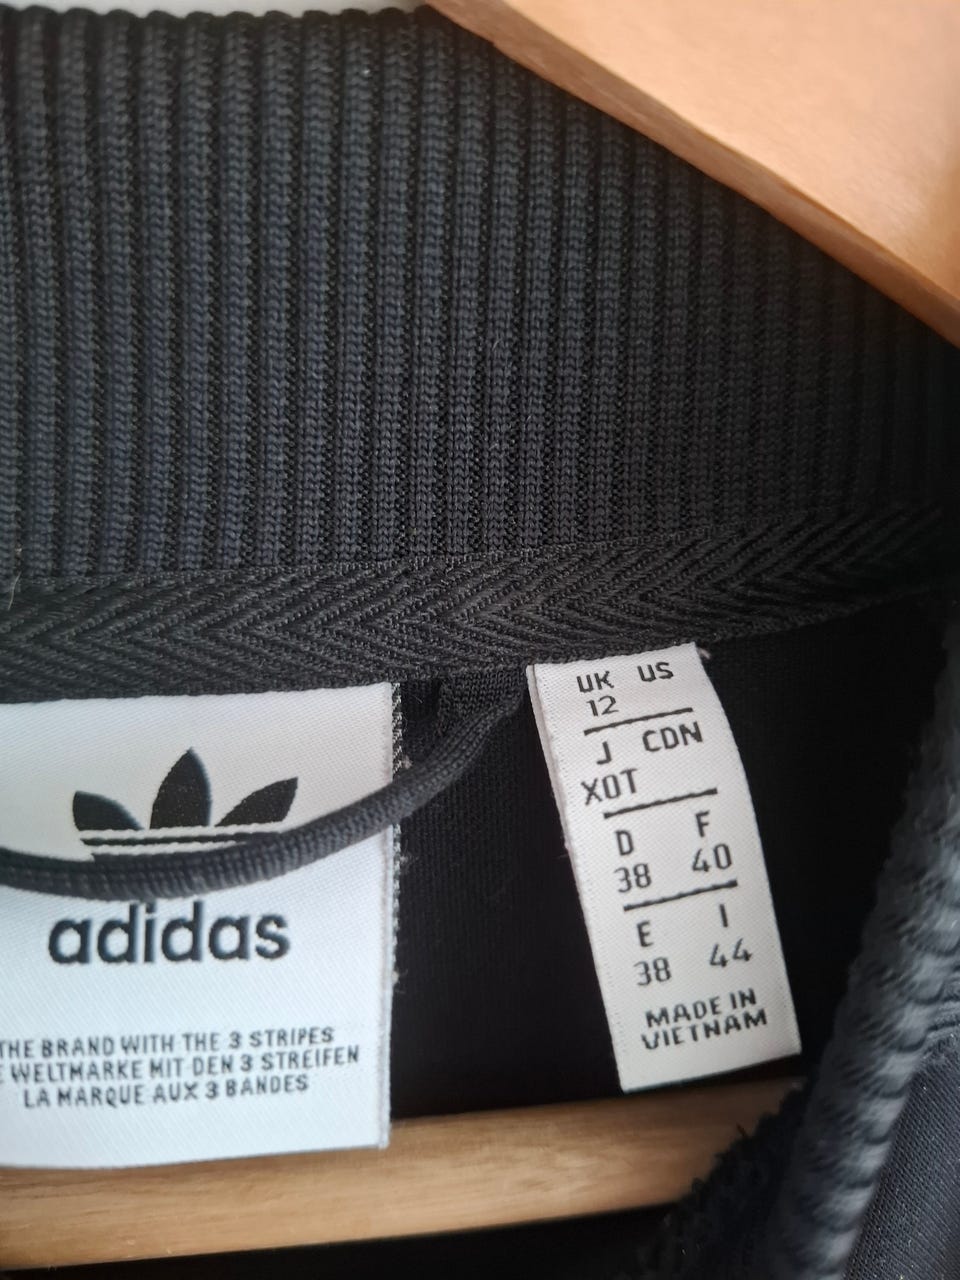 adidas
THE BRAND WITH THE 3 STRIPES
WELTMARKE MIT DEN 3 STREIFEN
LA MARQUE AUX 3 BANDES
UK US
12
J CDN
XOT
D F
38 40
E I
38 44
MADE IN
VIETNAM